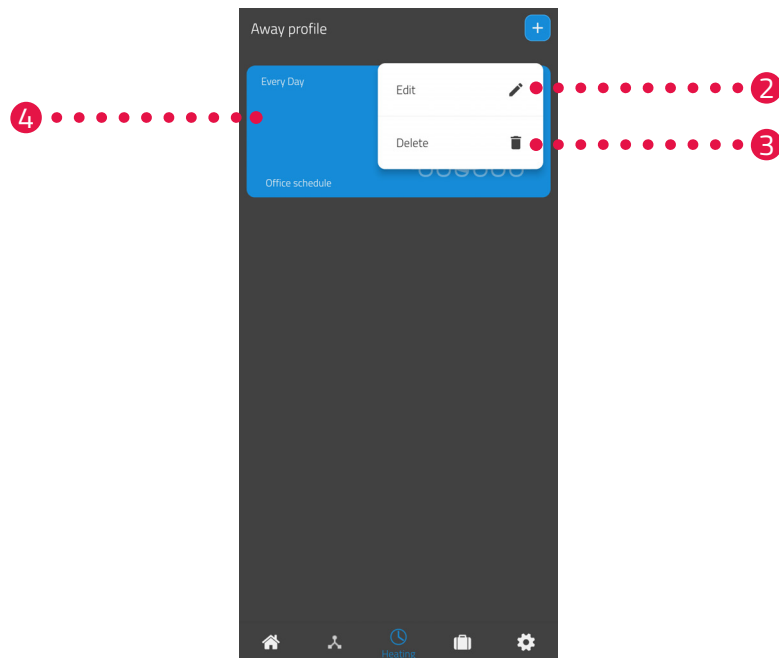 Away profile
+
Every Day
Edit
2
4
Delete
3
Office schedule
Heating